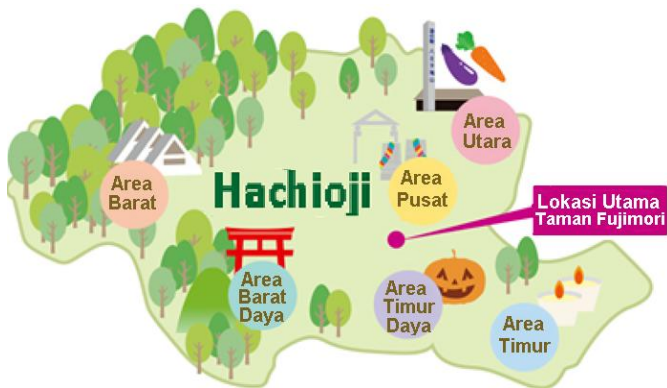 Area
Utara
Area
Barat
Hachioji
Area
Pusat
Lokasi Utama
Taman Fujimori
Area
Barat
Daya
Area
Timur
Daya
Area
Timur